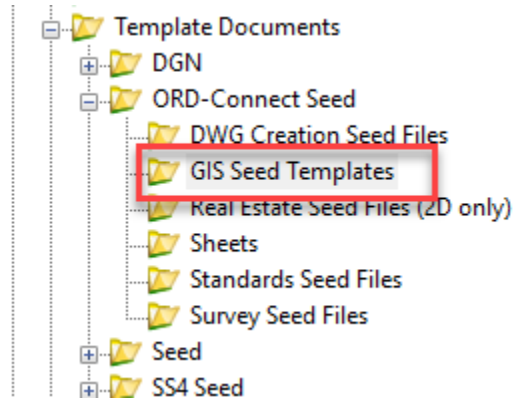 Template Documents
DGN
ORD-Connect Seed
DWG Creation Seed Files
GIS Seed Templates
Real Estate Seed Files (2D only)
Sheets
Standards Seed Files
Survey Seed Files
Seed
SS4 Seed